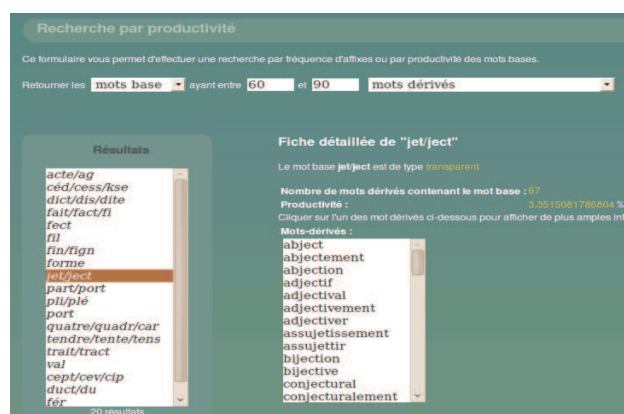 Recherche par productivité
Ce formulaire vous permet d'effectuer une recherche par fréquence d'affixes ou par productivité des mots bases.
Retourner les mots base ayant entre 60 et 90 mots dérivés
Résultats
acte/ag
céd/cess/kse
dict/dis/dite
fait/fact/fi
fect
fil
fin/fign
forme
jet/ject
part/port
pli/plé
port
quatre/quadr/car
tendre/tente/tens
trait/tract
val
cept/cev/cip
duct/du
fér
20 résultats
Fiche détaillée de "jet/ject"
Le mot base jet/ject est de type transparent
Nombre de mots dérivés contenant le mot base : 67
Productivité : 3.3515081786804 %
Cliquer sur l'un des mot dérivés ci-dessous pour afficher de plus amples inf
Mots-dérivés :
abject
abjectement
abjection
adjectif
adjectival
adjectivement
adjectiver
assujetissement
assujettir
bijection
bijective
conjectural
conjecturalement